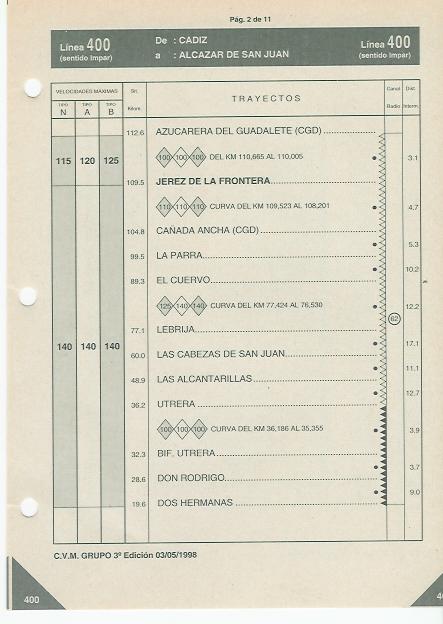 Pág. 2 de 11
Línea 400
(sentido Impar)
De : CADIZ
a : ALCAZAR DE SAN JUAN
Línea 400
(sentido Impar)
VELOCIDADES MÁXIMAS
TIPO N
TIPO A
TIPO B
Sit. Kilom.
TRAYECTOS
Canal Radio
Dist. Interm.
112.6 AZUCARERA DEL GUADALETE (CGD)
115 120 125
100 100 100 DEL KM 110,665 AL 110,005
3.1
109.5 JEREZ DE LA FRONTERA
110 110 110 CURVA DEL KM 109,523 AL 108,201
4.7
104.8 CAÑADA ANCHA (CGD)
5.3
99.5 LA PARRA
10.2
89.3 EL CUERVO
125 140 140 CURVA DEL KM 77,424 AL 76,530
12.2
62
77.1 LEBRIJA
17.1
140 140 140
60.0 LAS CABEZAS DE SAN JUAN
11.1
48.9 LAS ALCANTARILLAS
12.7
36.2 UTRERA
100 100 100 CURVA DEL KM 36,186 AL 35,355
3.9
32.3 BIF. UTRERA
3.7
28.6 DON RODRIGO
9.0
19.6 DOS HERMANAS
C.V.M. GRUPO 3º Edición 03/05/1998
400